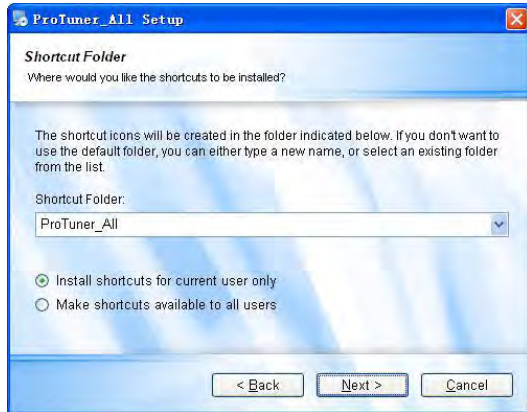 ProTuner_All Setup
Shortcut Folder
Where would you like the shortcuts to be installed?
The shortcut icons will be created in the folder indicated below. If you don't want to
use the default folder, you can either type a new name, or select an existing folder
from the list.
Shortcut Folder:
ProTuner_All
Install shortcuts for current user only
Make shortcuts available to all users
< Back
Next >
Cancel